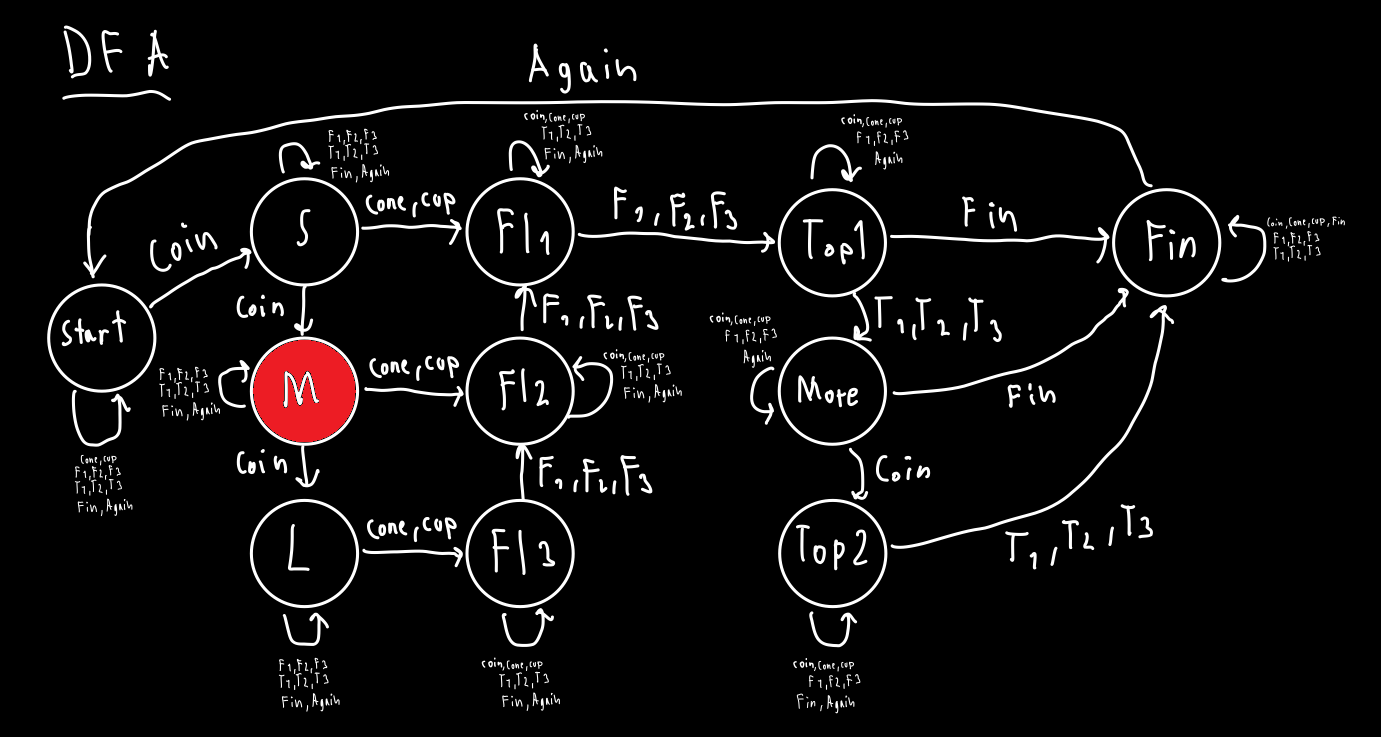 DFA
Again
coin,Cone,cup
T1,T2,T3
Fin,Again
coin,Cone,cup
F1,F2,F3
Again
F1,F2,F3
T1,T2,T3
Fin,Again
Coin
S
Cone,cup
Fl1
F1,F2,F3
Top1
Fin
Fin
Coin,Cone,cup,Fin
F1,F2,F3
T1,T2,T3
Start
Coin
F1,F2,F3
T1,T2,T3
coin,Cone,cup
F1,F2,F3
Again
F1,F2,F3
T1,T2,T3
Fin,Again
M
Cone,cup
Fl2
coin,Cone,cup
T1,T2,T3
Fin,Again
More
Fin
Cone,cup
F1,F2,F3
T1,T2,T3
Fin,Again
Coin
F1,F2,F3
Coin
L
Cone,cup
Fl3
Top2
T1,T2,T3
F1,F2,F3
T1,T2,T3
Fin,Again
coin,Cone,cup
T1,T2,T3
Fin,Again
coin,Cone,cup
F1,F2,F3
Fin,Again